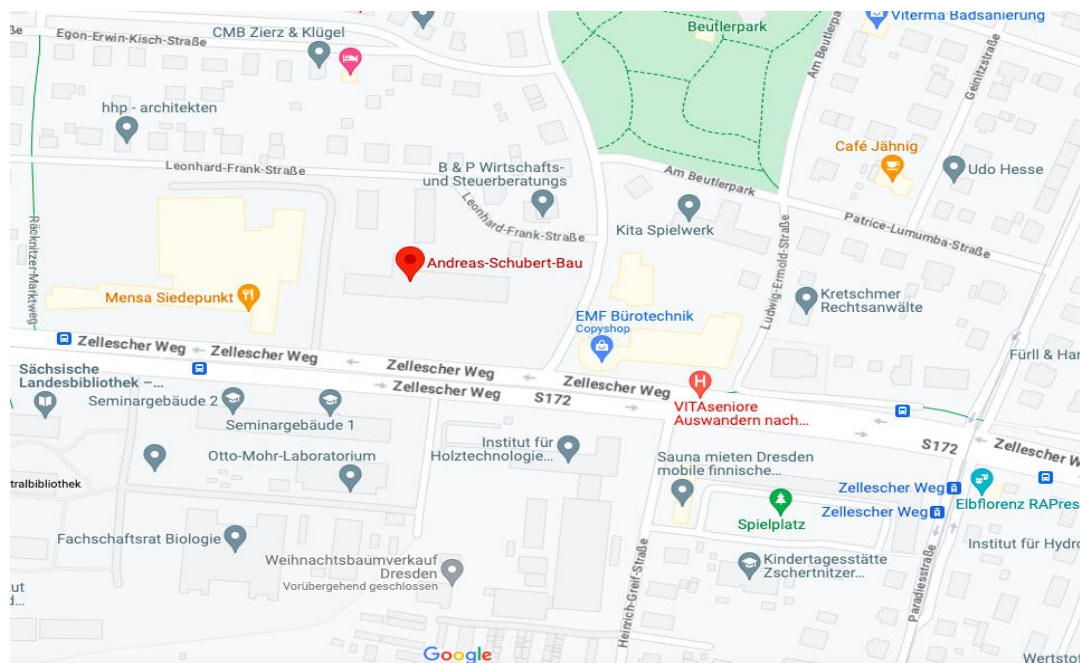 Viterma Badsanierung
Beutlerpark
CMB Zierz & Klügel
Egon-Erwin-Kisch-Straße
Am Beutlerpark
Geinitzstraße
hhp - architekten
Café Jähnig
Leonhard-Frank-Straße
B & P Wirtschafts-
und Steuerberatungs
Udo Hesse
Am Beutlerpark
Leonhard-Frank-Straße
Patrice-Lumumba-Straße
Kita Spielwerk
Räcknitzer-Marktweg
Ludwig-Ermold-Straße
Andreas-Schubert-Bau
Mensa Siedepunkt
Kretschmer
Rechtsanwälte
EMF Bürotechnik
Copyshop
Zellescher Weg
Zellescher Weg
Zellescher Weg
Zellescher Weg
Zellescher Weg
S172
Fürll & Har
Sächsische
Landesbibliothek –...
Seminargebäude 2
Seminargebäude 1
H
VITAseniore
Auswandern nach...
S172
Zellescher W
Institut für
Holztechnologie...
Otto-Mohr-Laboratorium
Sauna mieten Dresden
mobile finnische...
tralbibliothek
Zellescher Weg
Zellescher Weg
Elbflorenz RAPres
Spielplatz
Fachschaftsrat Biologie
Institut für Hydro
Weihnachtsbaumverkauf
Dresden
Vorübergehend geschlossen
Kindertagesstätte
Zschertnitzer...
Heinrich-Greif-Straße
Paradiesstraße
ut
d...
Google
Wertstof